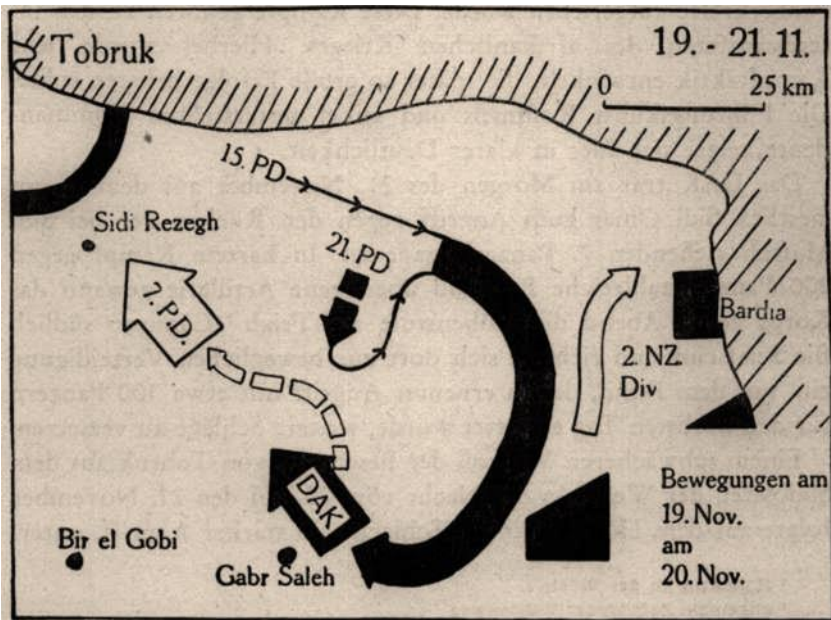 Tobruk
19. - 21. 11.
0 25 km
15. PD
Sidi Rezegh
21. PD
7. P.D.
Bardia
2. NZ.
Div
DAK
Bewegungen am
19. Nov.
am
20. Nov.
Bir el Gobi
Gabr Saleh